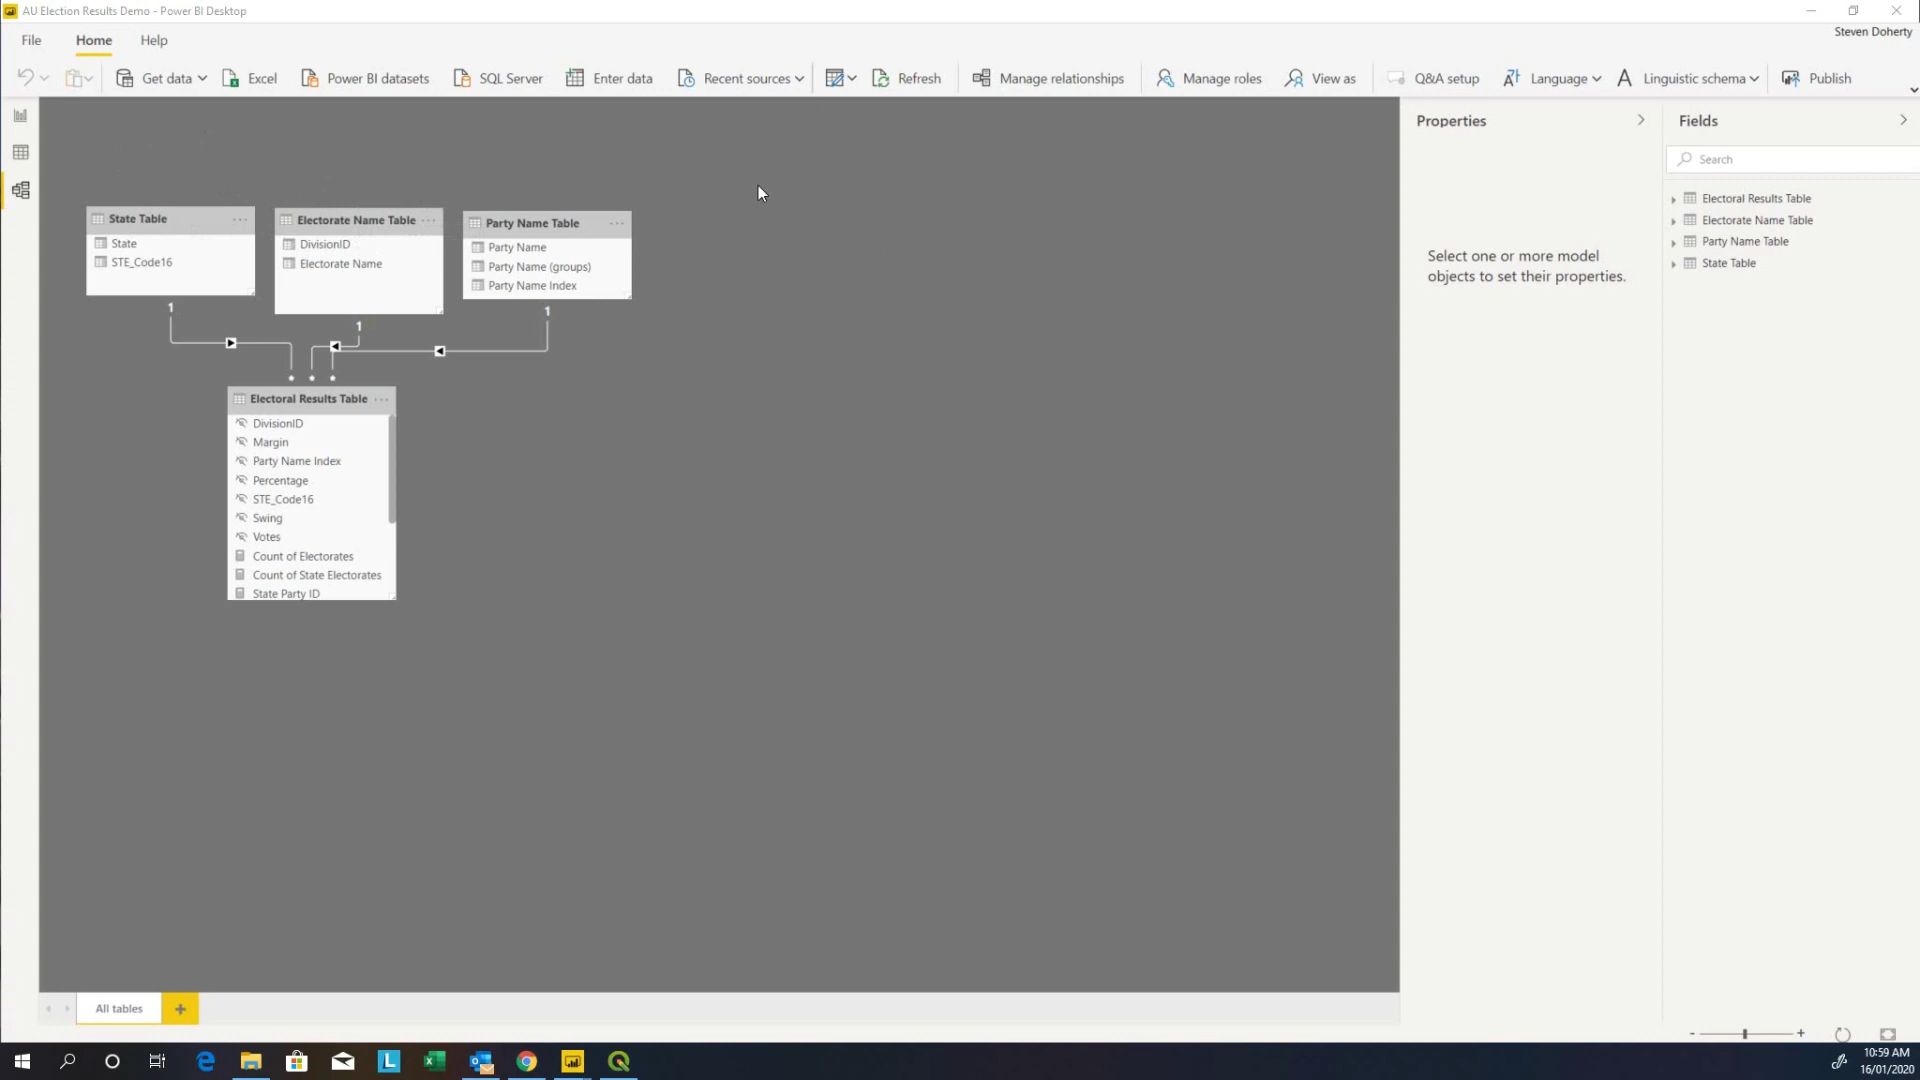 AU Election Results Demo - Power BI Desktop
Steven Doherty
File Home Help
Get data Excel Power BI datasets SQL Server Enter data Recent sources Refresh Manage relationships Manage roles View as Q&A setup Language Linguistic schema Publish
Properties
Select one or more model
objects to set their properties.
Fields
Search
Electoral Results Table
Electorate Name Table
Party Name Table
State Table
State Table
State
STE_Code16
Electorate Name Table
DivisionID
Electorate Name
Party Name Table
Party Name
Party Name (groups)
Party Name Index
1
1
1
* * *
Electoral Results Table
DivisionID
Margin
Party Name Index
Percentage
STE_Code16
Swing
Votes
Count of Electorates
Count of State Electorates
State Party ID
All tables +
- +
10:59 AM
16/01/2020